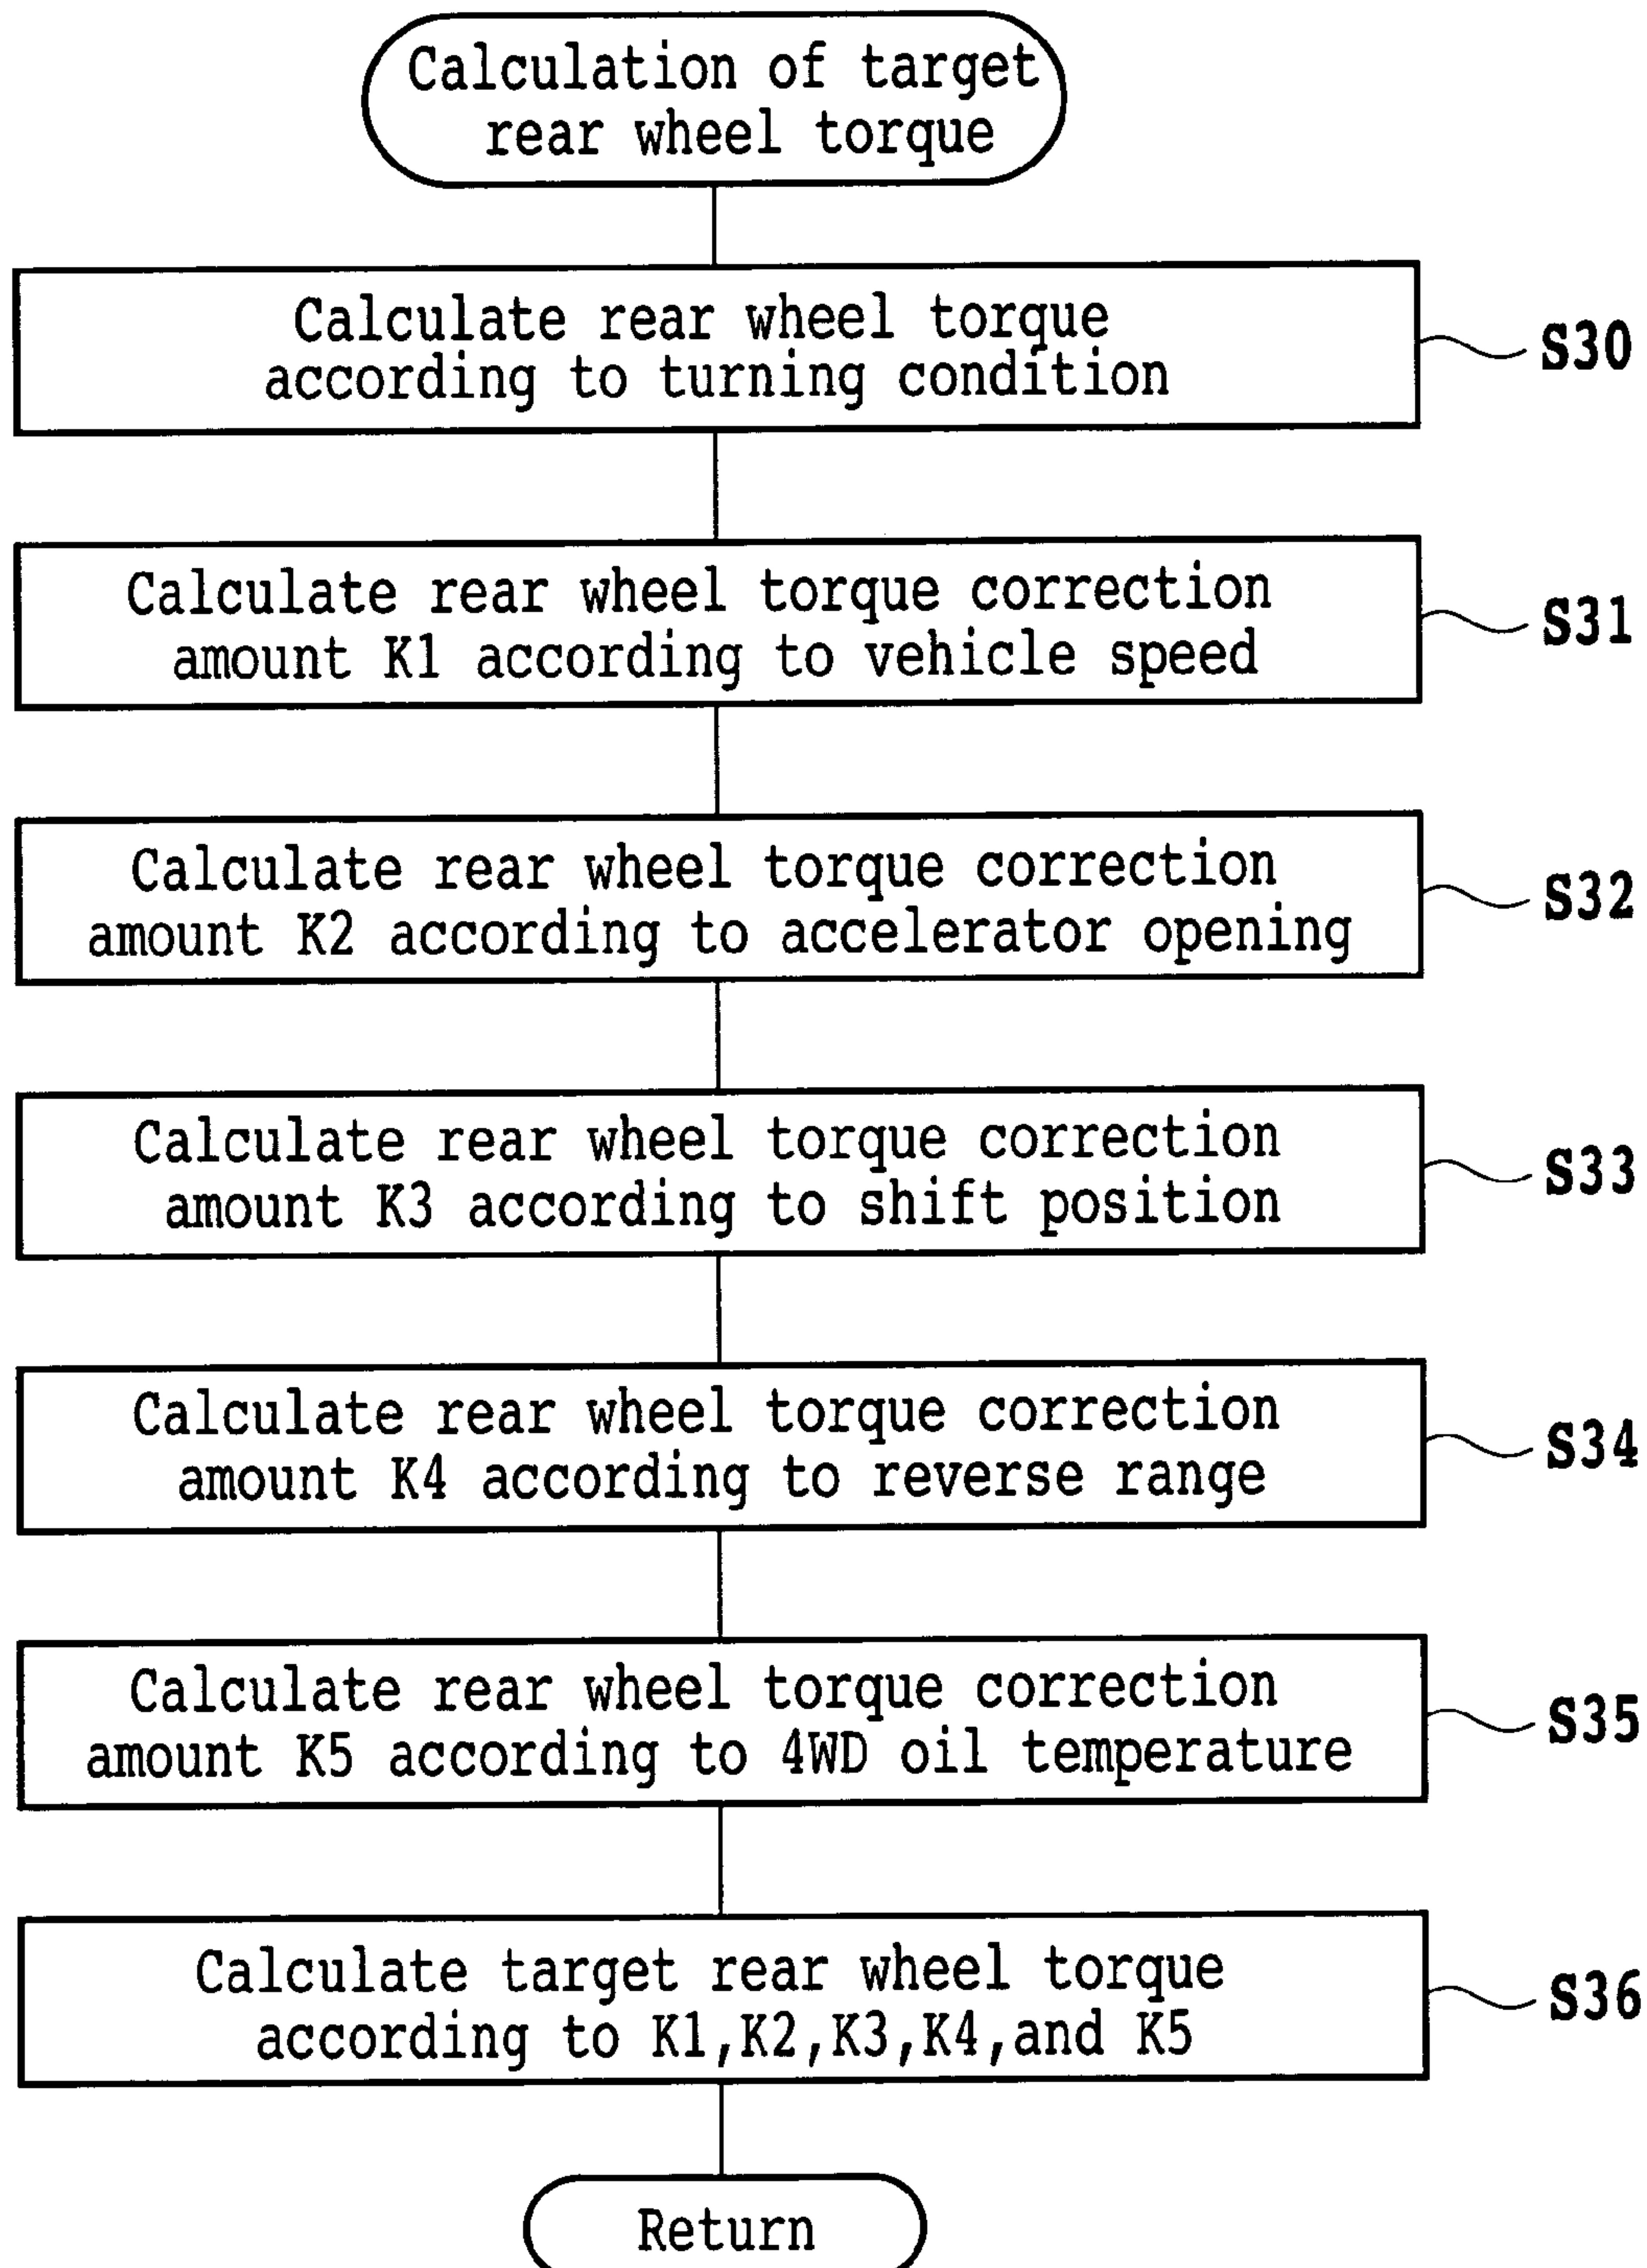 Calculation of target
rear wheel torque
Calculate rear wheel torque
according to turning condition
S30
Calculate rear wheel torque correction
amount K1 according to vehicle speed
S31
Calculate rear wheel torque correction
amount K2 according to accelerator opening
S32
Calculate rear wheel torque correction
amount K3 according to shift position
S33
Calculate rear wheel torque correction
amount K4 according to reverse range
S34
Calculate rear wheel torque correction
amount K5 according to 4WD oil temperature
S35
Calculate target rear wheel torque
according to K1,K2,K3,K4,and K5
S36
Return